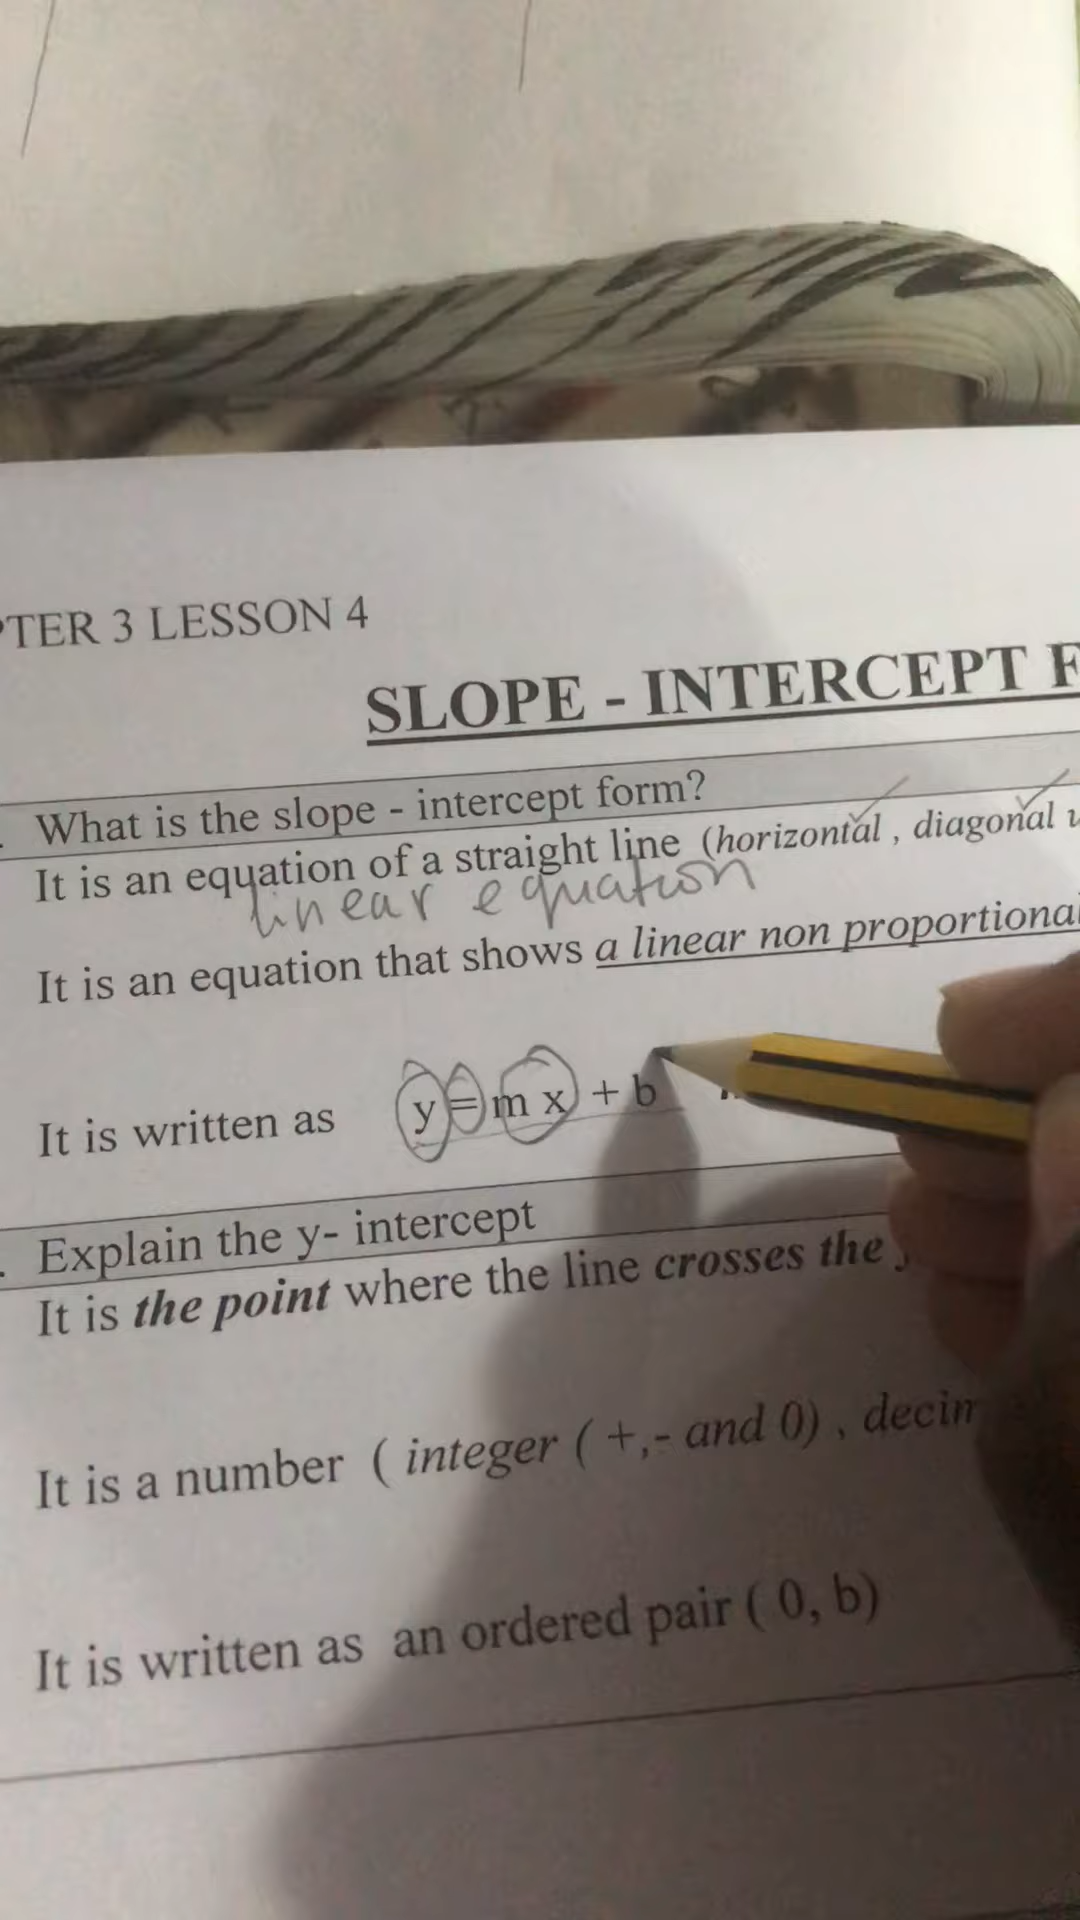 TER 3 LESSON 4
SLOPE - INTERCEPT F
What is the slope - intercept form?
It is an equation of a straight line (horizontal , diagonal
linear equation
It is an equation that shows a linear non proportional
It is written as y = m x + b
Explain the y- intercept
It is the point where the line crosses the
It is a number ( integer ( +,- and 0) , decim
It is written as an ordered pair ( 0, b)